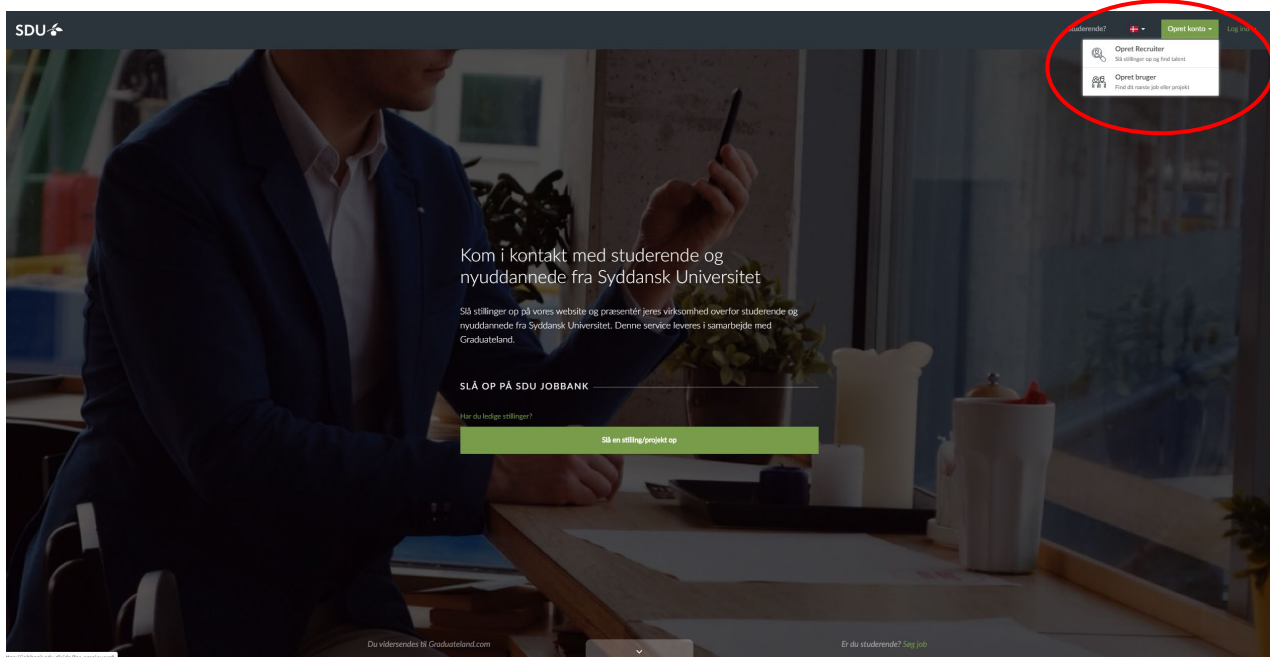 SDU
Studerende?
Opret konto
Log ind
Opret Recruiter
Slå stillinger op og find talent
Opret bruger
Find dit næste job eller projekt
Kom i kontakt med studerende og
nyuddannede fra Syddansk Universitet
Slå stillinger op på vores website og præsentér jeres virksomhed overfor studerende og
nyuddannede fra Syddansk Universitet. Denne service leveres i samarbejde med
Graduateland.
SLÅ OP PÅ SDU JOBBANK
Har du ledige stillinger?
Slå en stilling/projekt op
Du vidersendes til Graduateland.com
Er du studerende? Søg job